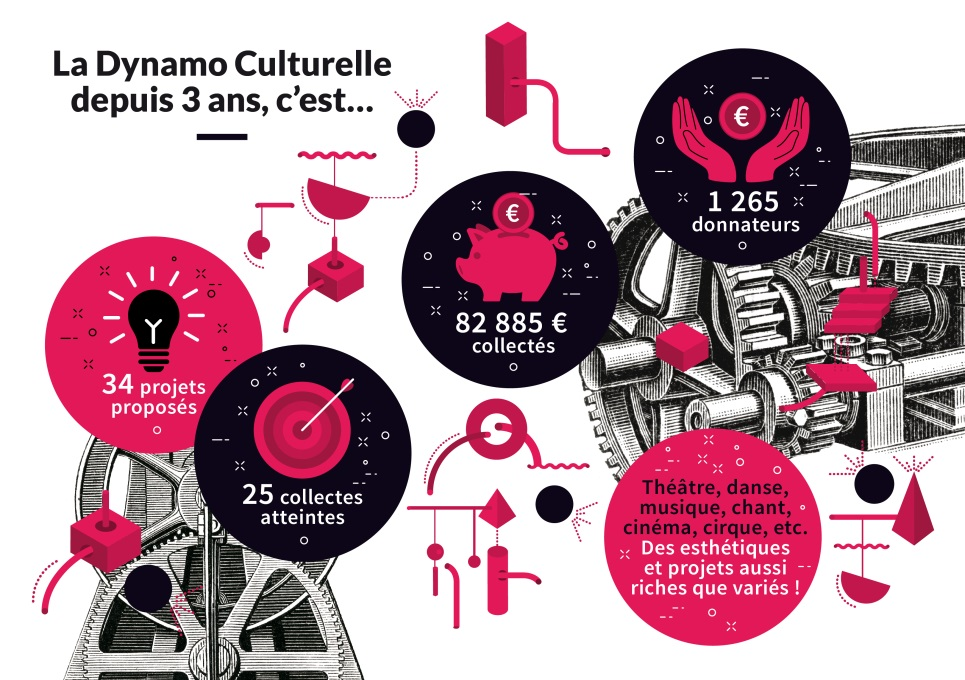 La Dynamo Culturelle
depuis 3 ans, c’est...
€
1 265
donnateurs
€
82 885 €
collectés
34 projets
proposés
25 collectes
atteintes
Théâtre, danse,
musique, chant,
cinéma, cirque, etc.
Des esthétiques
et projets aussi
riches que variés !